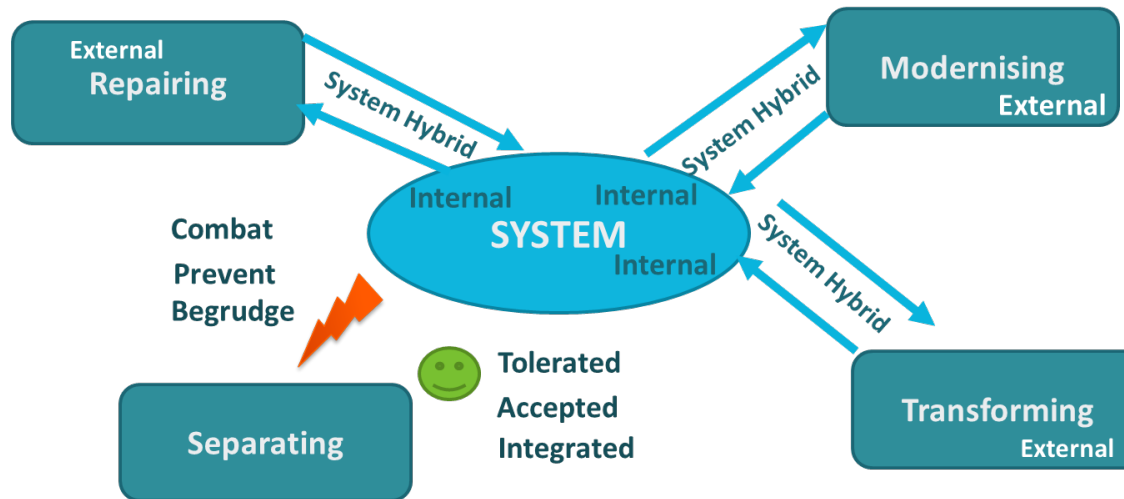 External
Repairing
System Hybrid
System Hybrid
Modernising
External
Internal
Internal
SYSTEM
Internal
System Hybrid
Combat
Prevent
Begrudge
Tolerated
Accepted
Integrated
Separating
Transforming
External